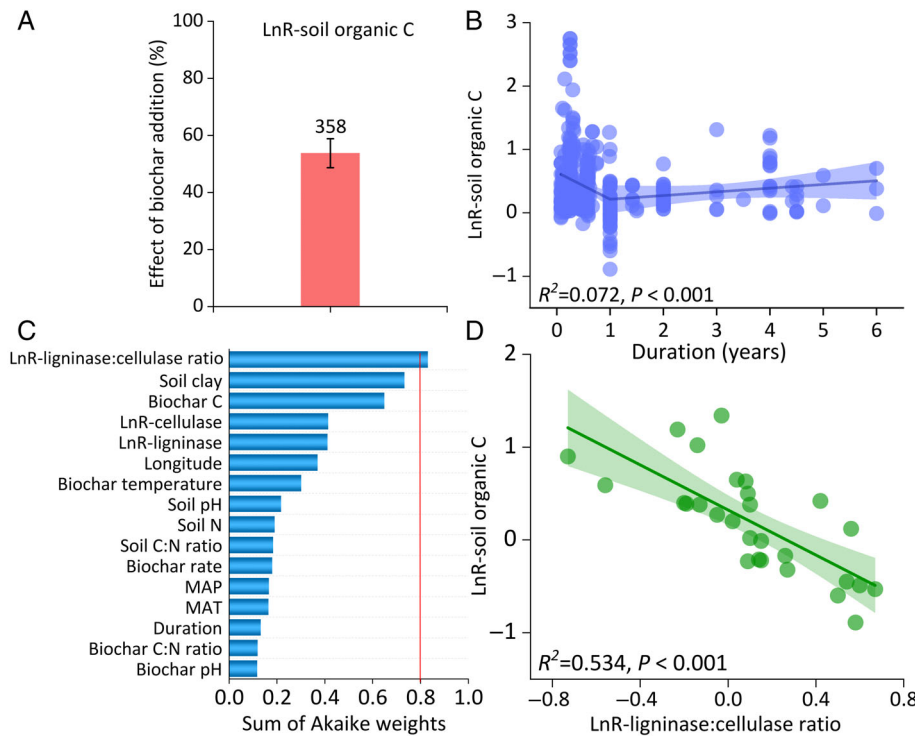 A
LnR-soil organic C
Effect of biochar addition (%)
100
80
60
40
20
0
358
B
LnR-soil organic C
3
2
1
0
−1
R²=0.072, P < 0.001
0 1 2 3 4 5 6
Duration (years)
C
LnR-ligninase:cellulase ratio
Soil clay
Biochar C
LnR-cellulase
LnR-ligninase
Longitude
Biochar temperature
Soil pH
Soil N
Soil C:N ratio
Biochar rate
MAP
MAT
Duration
Biochar C:N ratio
Biochar pH
0.0 0.2 0.4 0.6 0.8 1.0
Sum of Akaike weights
D
LnR-soil organic C
2
1
0
−1
R²=0.534, P < 0.001
−0.8 −0.4 0.0 0.4 0.8
LnR-ligninase:cellulase ratio